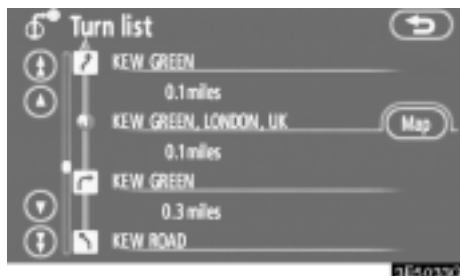 Turn list
KEW GREEN
0.1 miles
KEW GREEN, LONDON, UK
Map
0.1 miles
KEW GREEN
0.3 miles
KEW ROAD